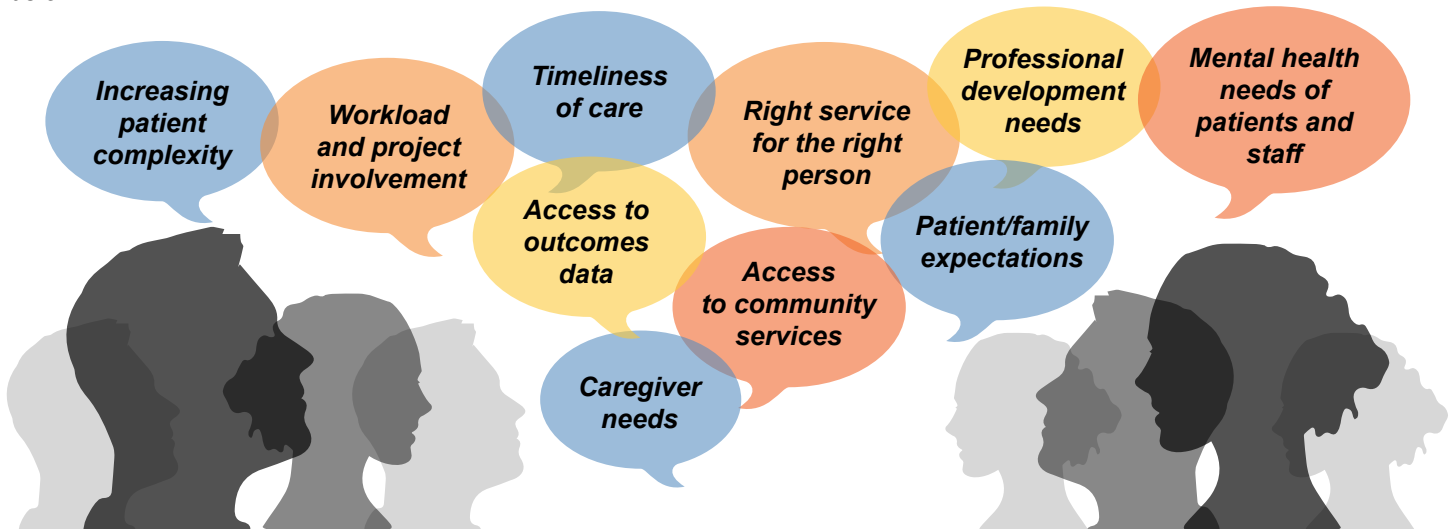 Increasing
patient
complexity
Workload
and project
involvement
Timeliness
of care
Right service
for the right
person
Professional
development
needs
Mental health
needs of
patients and
staff
Access to
outcomes
data
Access
to community
services
Patient/family
expectations
Caregiver
needs